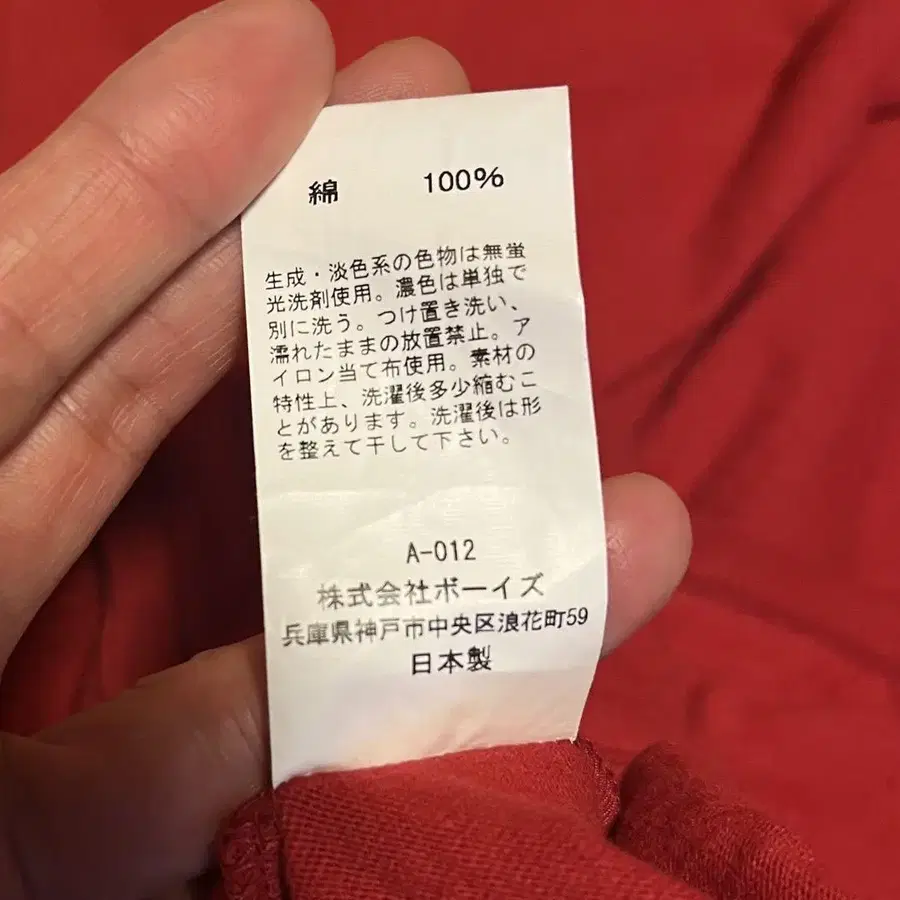 綿 100%
生成・淡色系の色物は無蛍
光洗剤使用。濃色は単独で
別に洗う。つけ置き洗い、
濡れたままの放置禁止。ア
イロン当て布使用。素材の
特性上、洗濯後多少縮むこ
とがあります。洗濯後は形
を整えて干して下さい。
A-012
株式会社ボーイズ
兵庫県神戸市中央区浪花町59
日本製